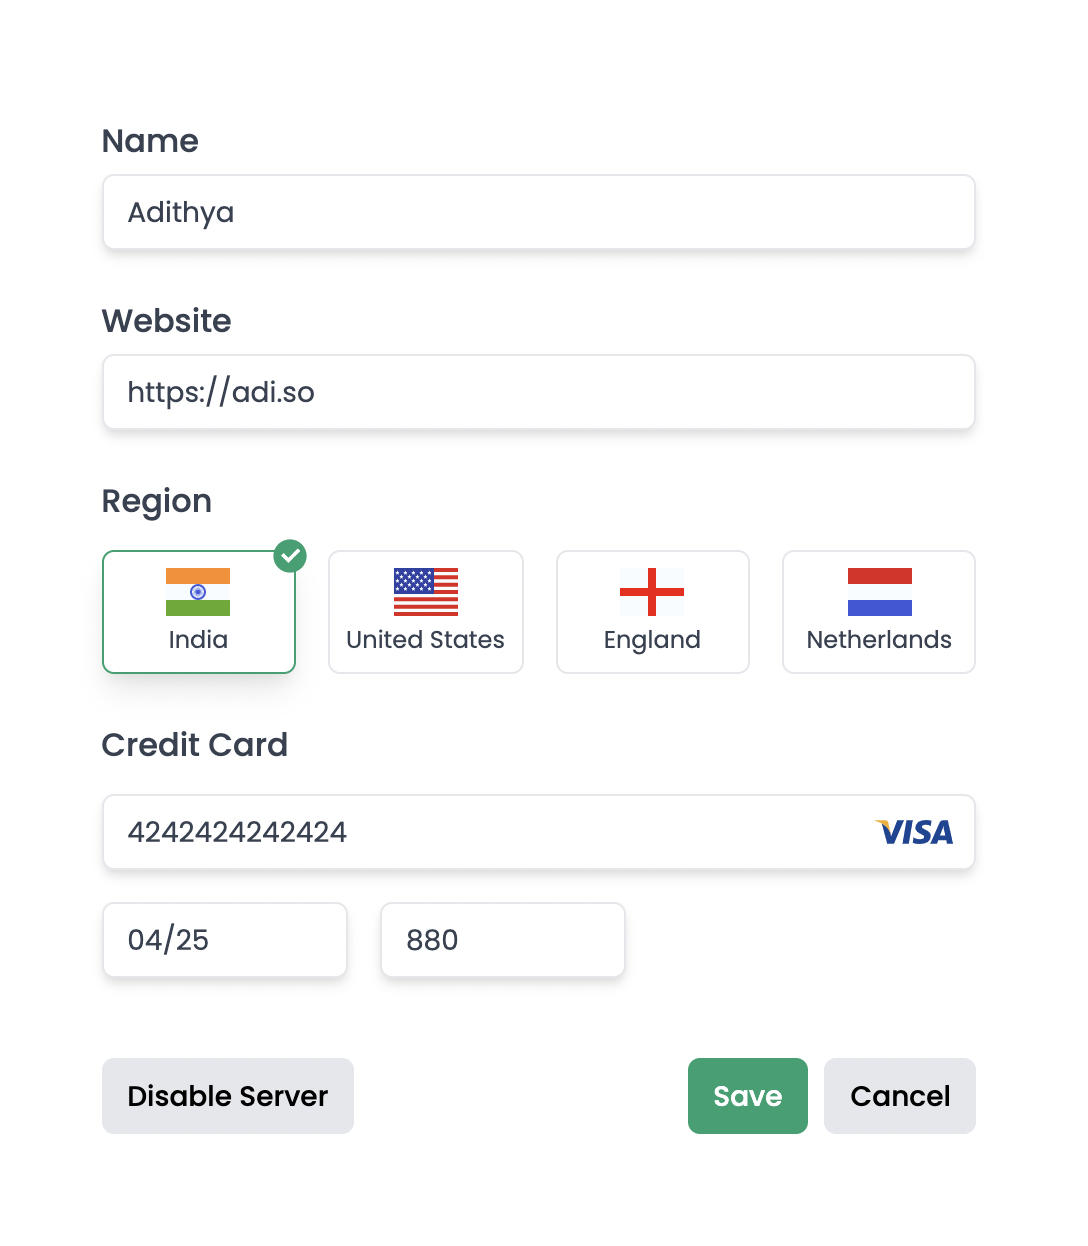 Name
Adithya
Website
https://adi.so
Region
India
United States
England
Netherlands
Credit Card
4242424242424 VISA
04/25 880
Disable Server Save Cancel